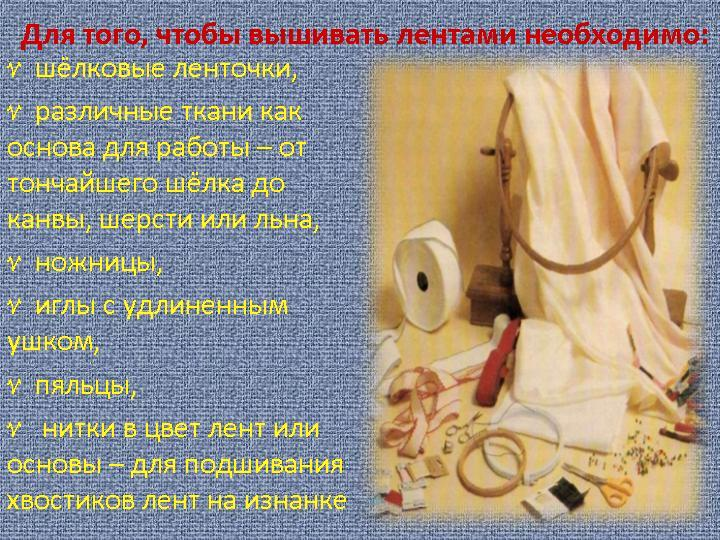 Для того, чтобы вышивать лентами необходимо:
шёлковые ленточки,
различные ткани как
основа для работы – от
тончайшего шёлка до
канвы, шерсти или льна,
ножницы,
иглы с удлиненным
ушком,
пяльцы,
нитки в цвет лент или
основы – для подшивания
хвостиков лент на изнанке